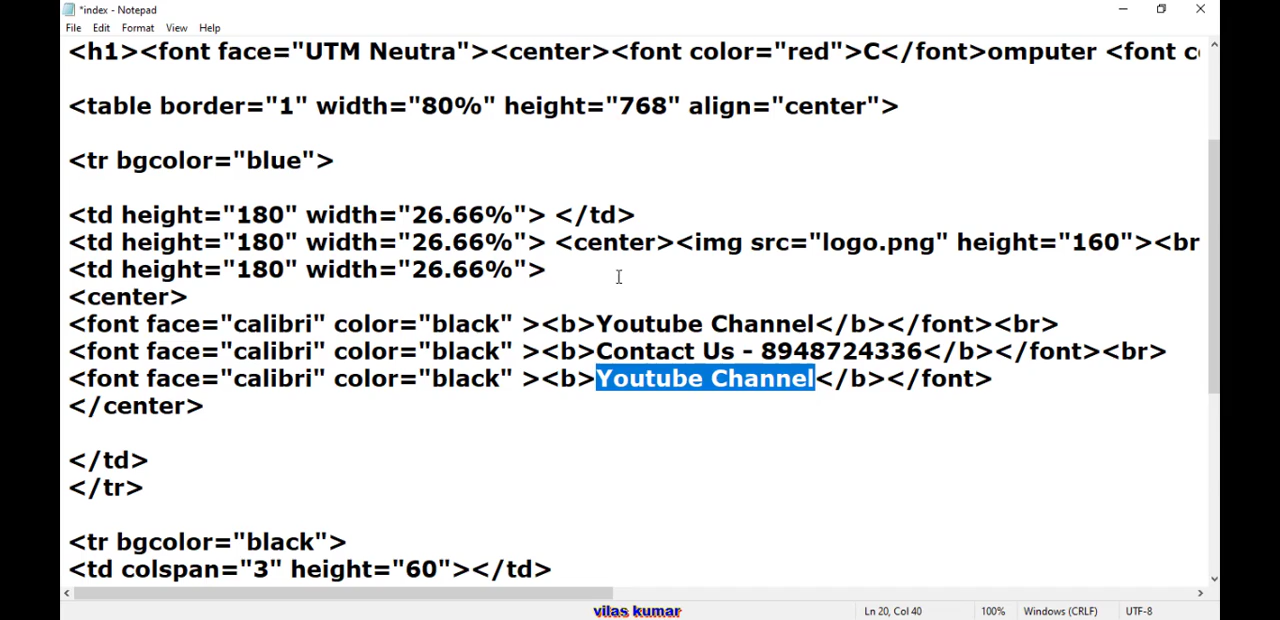 *index - Notepad
File Edit Format View Help
<h1><font face="UTM Neutra"><center><font color="red">C</font>omputer <font c
<table border="1" width="80%" height="768" align="center">
<tr bgcolor="blue">
<td height="180" width="26.66%"> </td>
<td height="180" width="26.66%"> <center><img src="logo.png" height="160"><br
<td height="180" width="26.66%">
<center>
<font face="calibri" color="black" ><b>Youtube Channel</b></font><br>
<font face="calibri" color="black" ><b>Contact Us - 8948724336</b></font><br>
<font face="calibri" color="black" ><b>Youtube Channel</b></font>
</center>
</td>
</tr>
<tr bgcolor="black">
<td colspan="3" height="60"></td>
vilas kumar Ln 20, Col 40 100% Windows (CRLF) UTF-8